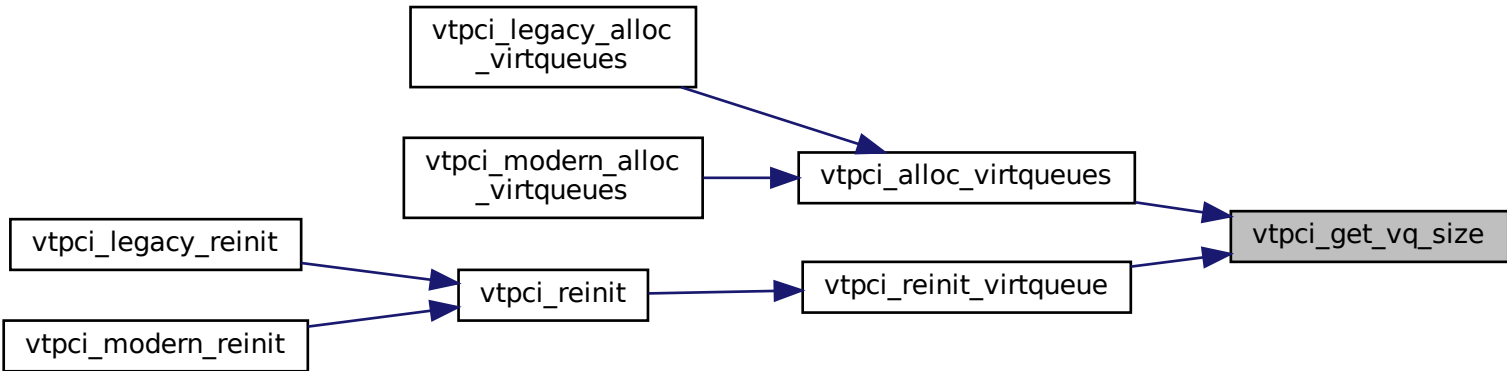 vtpci_legacy_alloc
_virtqueues
vtpci_modern_alloc
_virtqueues
vtpci_alloc_virtqueues
vtpci_get_vq_size
vtpci_legacy_reinit
vtpci_reinit
vtpci_reinit_virtqueue
vtpci_modern_reinit